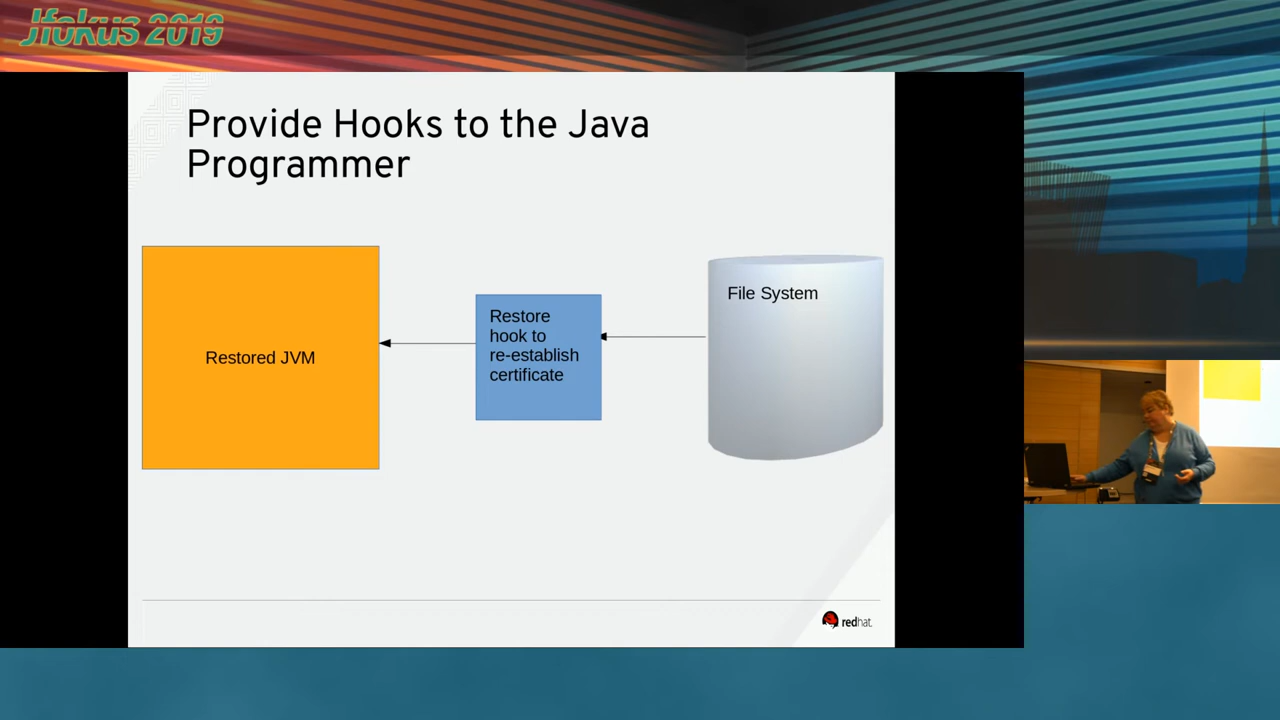 Jfokus 2019
Provide Hooks to the Java
Programmer
Restored JVM
Restore
hook to
re-establish
certificate
File System
redhat.